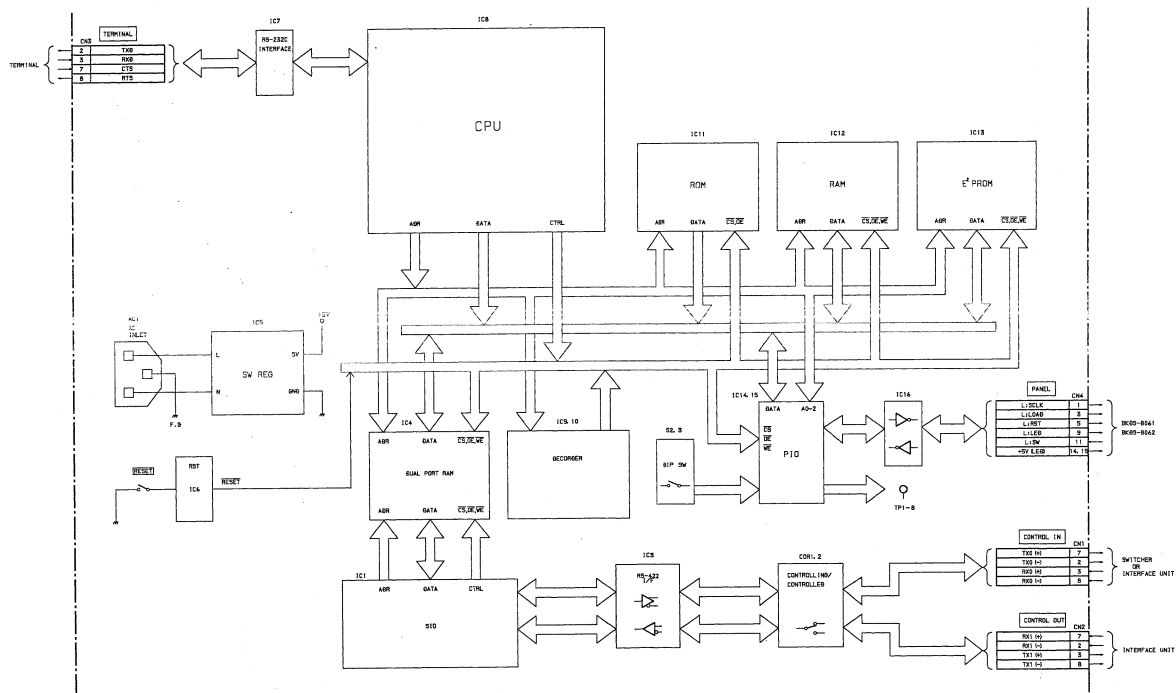 TERMINAL
CN3
2 TX0
3 RX0
7 CTS
8 RTS
TERMINAL
IC7
RS-232C
INTERFACE
IC8
CPU
ADR DATA CTRL
IC11
ROM
ADR DATA CS,OE
IC12
RAM
ADR DATA CS,OE,WE
IC13
E² PROM
ADR DATA CS,OE,WE
AC1
AC
INLET
F.G
IC5
L 5V
SW REG
N GND
+5V
RESET
RST
IC6
RESET
IC4
ADR DATA CS,OE,WE
DUAL PORT RAM
ADR DATA CS,OE,WE
IC9,10
DECORDER
S2,3
DIP SW
IC14,15
DATA A0-2
CS
OE
WE
PIO
TP1~8
IC16
PANEL
CN4
L:SCLK 1
L:LOAD 3
L:RST 5
L:LED 9
L:SW 11
+5V (LED) 14,15
BKDS-8061
BKDS-8062
IC1
ADR DATA CTRL
SIO
IC3
RS-422
I/F
COR1,2
CONTROLLING/
CONTROLLED
CONTROL IN
CN1
TX0 (+) 7
TX0 (-) 2
RX0 (+) 3
RX0 (-) 8
SWITCHER
OR
INTERFACE UNIT
CONTROL OUT
CN2
RX1 (+) 7
RX1 (-) 2
TX1 (+) 3
TX1 (-) 8
INTERFACE UNIT